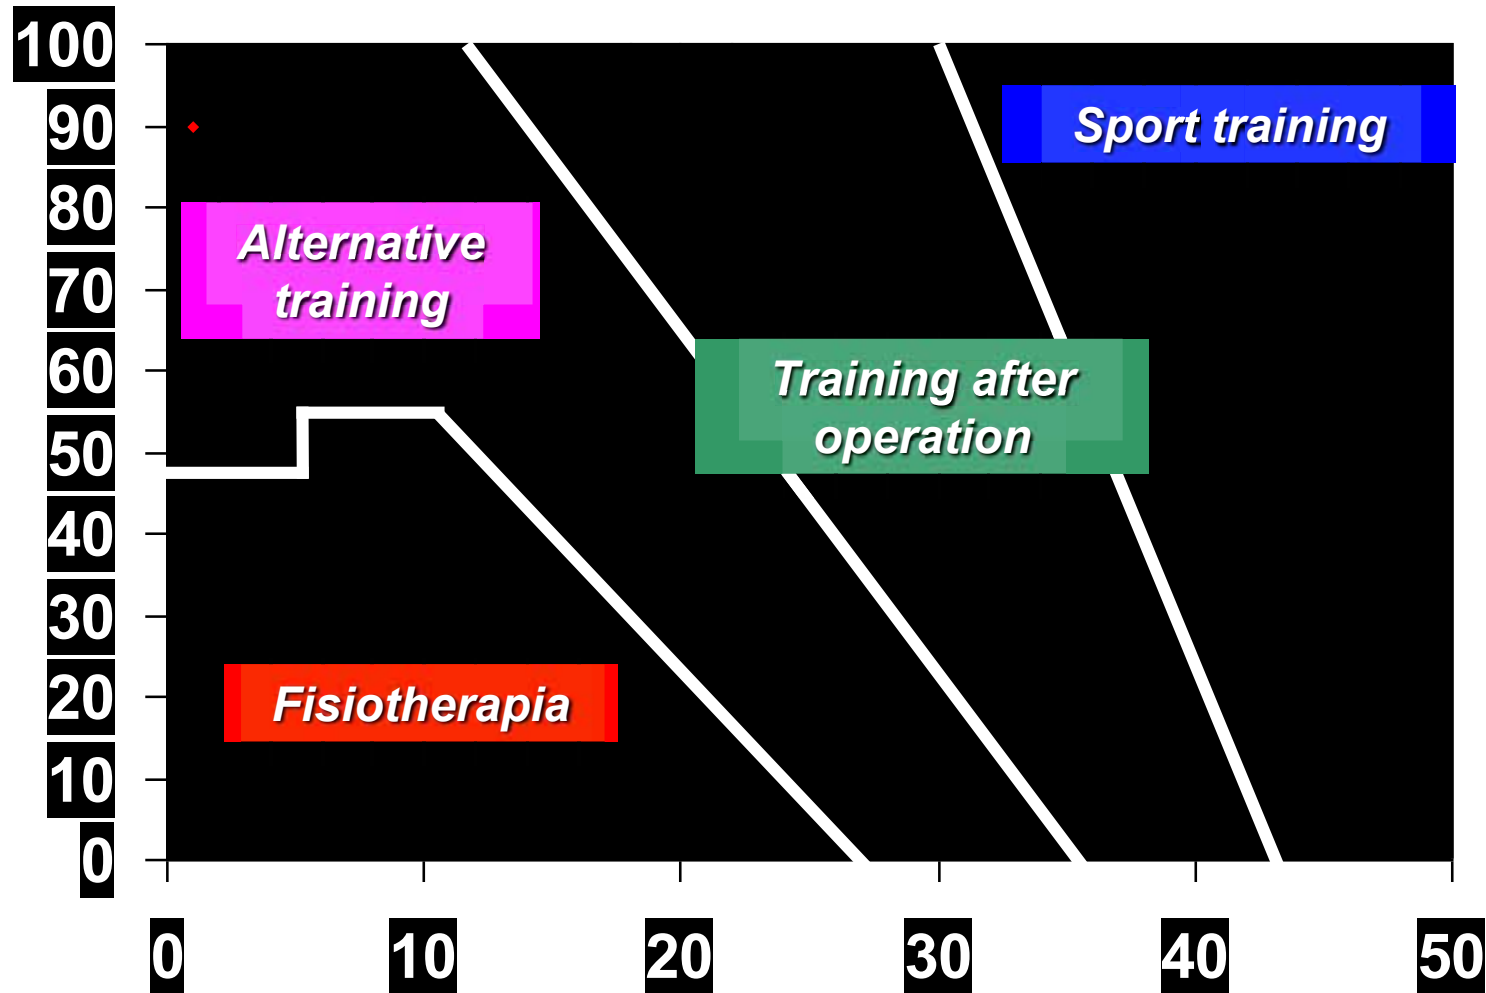 100
90
Sport training
80
Alternative
training
70
60
Training after
operation
50
40
30
20
Fisiotherapia
10
0
0 10 20 30 40 50